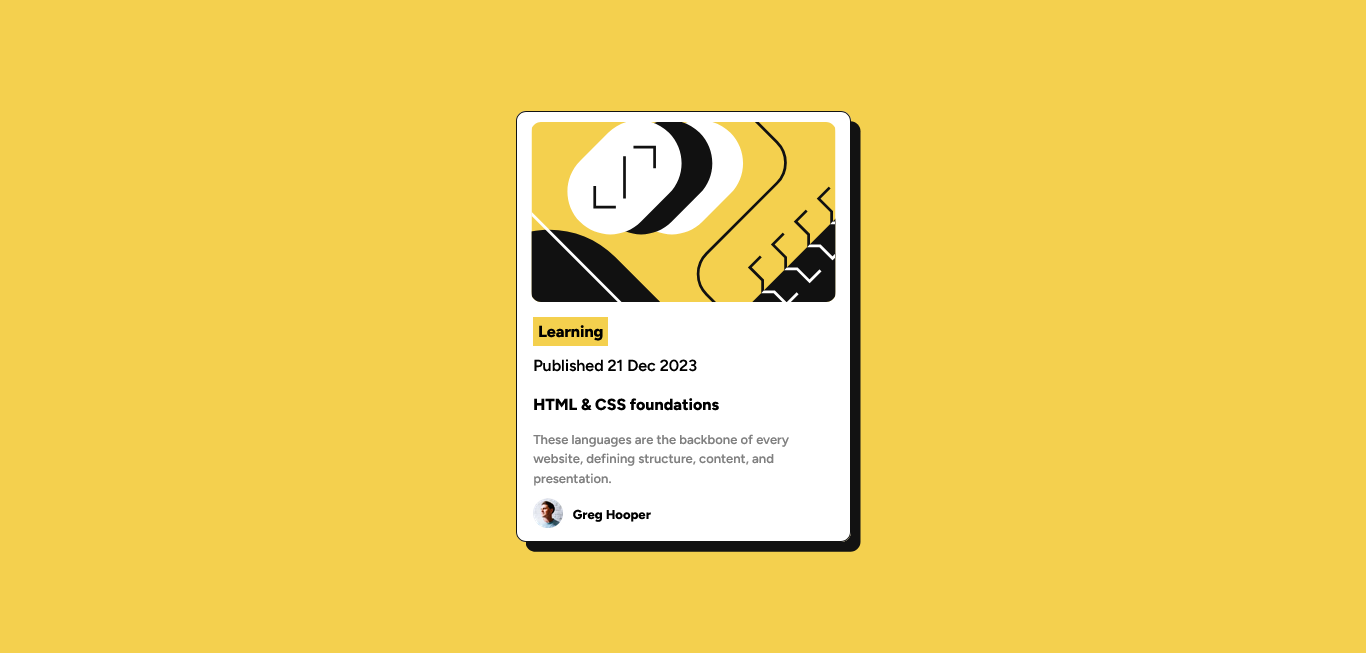 Learning
Published 21 Dec 2023
HTML & CSS foundations
These languages are the backbone of every
website, defining structure, content, and
presentation.
Greg Hooper